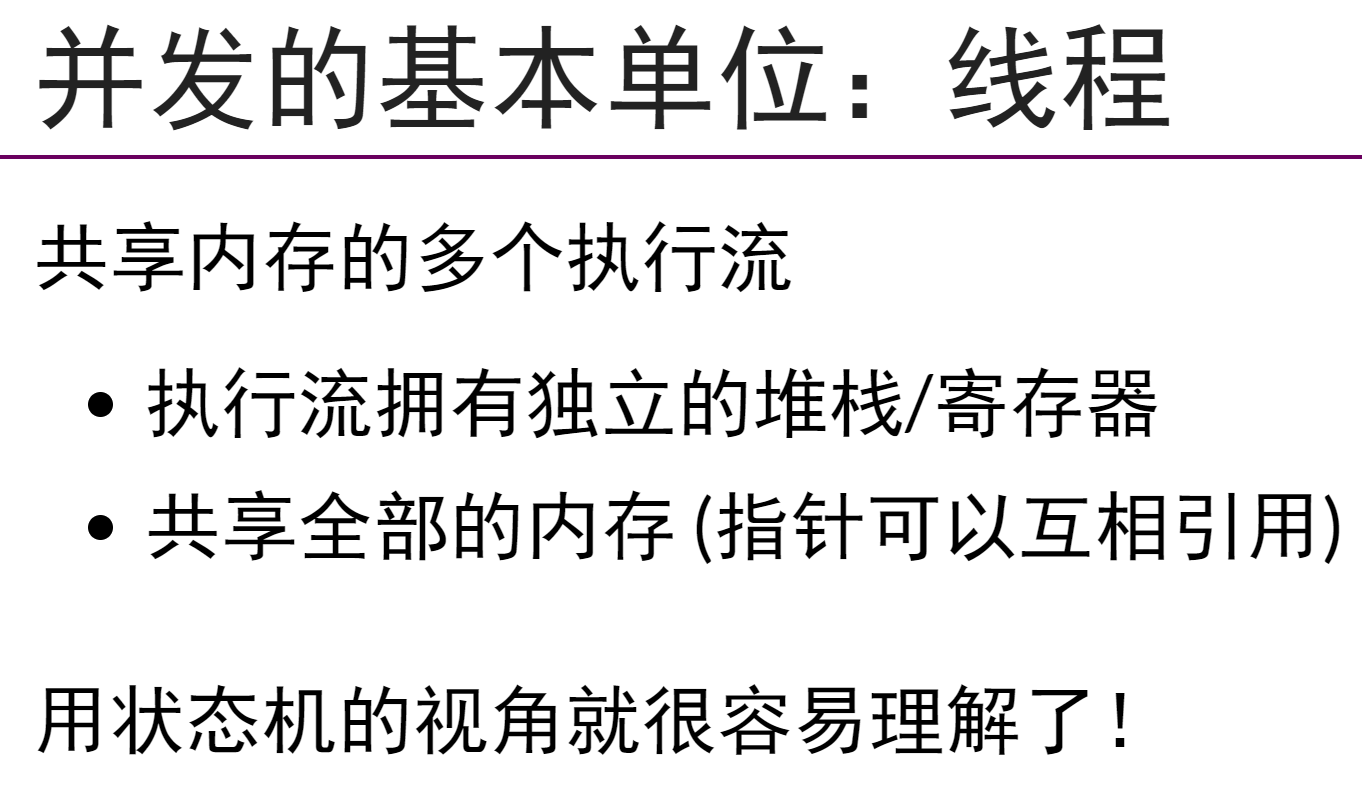 并发的基本单位：线程
共享内存的多个执行流
• 执行流拥有独立的堆栈/寄存器
• 共享全部的内存 (指针可以互相引用)
用状态机的视角就很容易理解了！